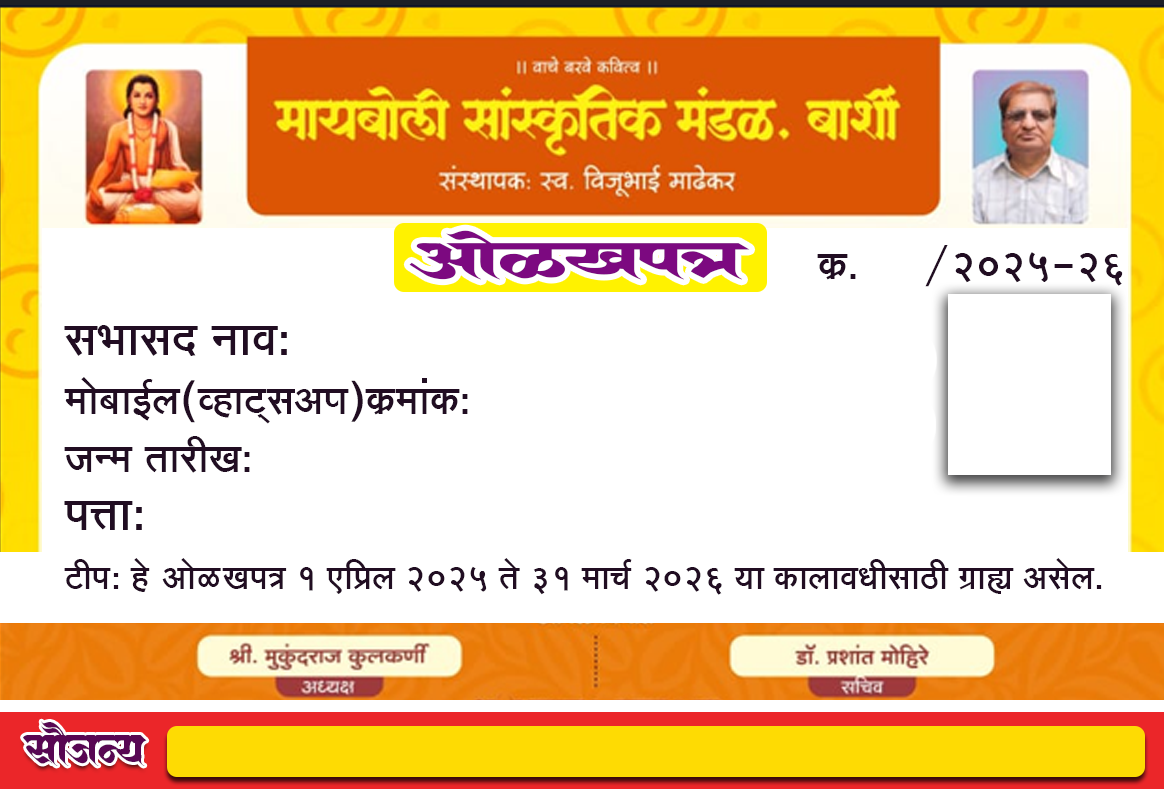 ॥ वाचे बरवे कवित्व ॥
मायबोली सांस्कृतिक मंडळ. बार्शी
संस्थापक: स्व. विजूभाई माढेकर
ओळखपत्र
क्र. /२०२५-२६
सभासद नाव:
मोबाईल(व्हाट्सअप)क्रमांक:
जन्म तारीख:
पत्ता:
टीप: हे ओळखपत्र १ एप्रिल २०२५ ते ३१ मार्च २०२६ या कालावधीसाठी ग्राह्य असेल.
श्री. मुकुंदराज कुलकर्णी
अध्यक्ष
डॉ. प्रशांत मोहिरे
सचिव
सौजन्य